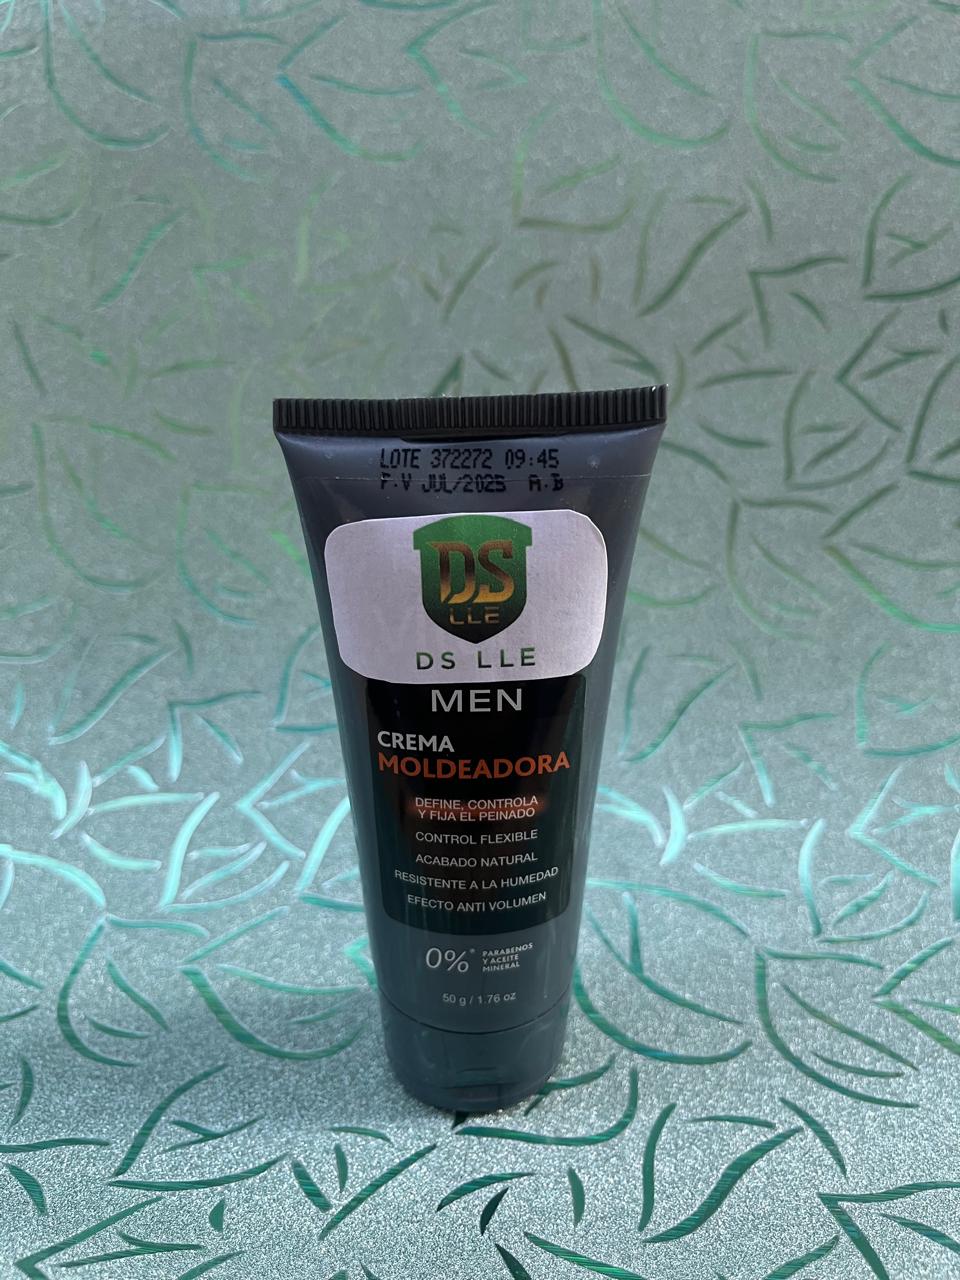 LOTE 372272 09:45
F.V JUL/2025 A.B
DS
LLE
DS LLE
MEN
CREMA
MOLDEADORA
DEFINE, CONTROLA
Y FIJA EL PEINADO
CONTROL FLEXIBLE
ACABADO NATURAL
RESISTENTE A LA HUMEDAD
EFECTO ANTI VOLUMEN
0%* PARABENOS
Y ACEITE
MINERAL
50 g / 1.76 oz